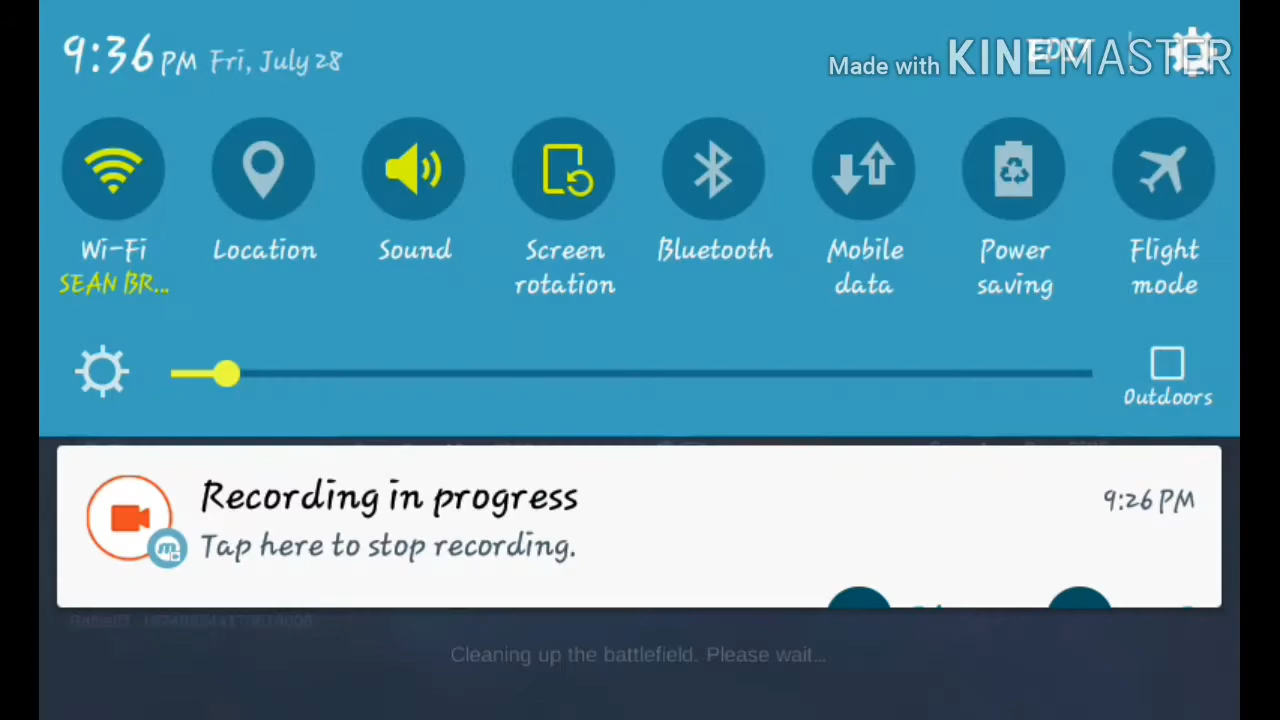 9:36 PM Fri, July 28
EDIT
Made with KINEMASTER
Wi-Fi
SEAN BR...
Location
Sound
Screen
rotation
Bluetooth
Mobile
data
Power
saving
Flight
mode
Outdoors
Recording in progress
9:26 PM
Tap here to stop recording.
Cleaning up the battlefield. Please wait...